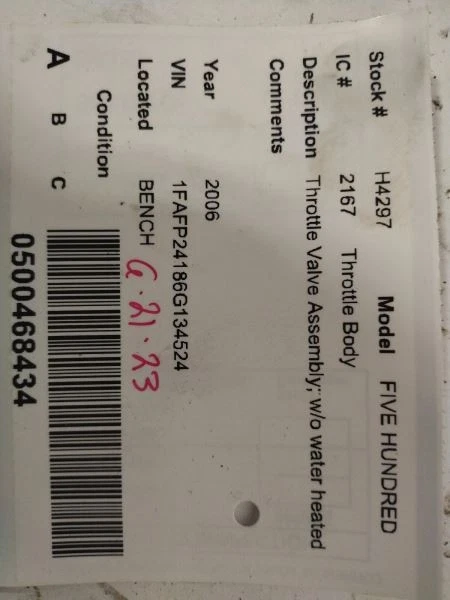 Stock # H4297 Model FIVE HUNDRED
IC # 2167 Throttle Body
Description Throttle Valve Assembly; w/o water heated
Comments
Year 2006
VIN 1FAFP24186G134524
Located BENCH 6.21.23
Condition
A B C
0500468434